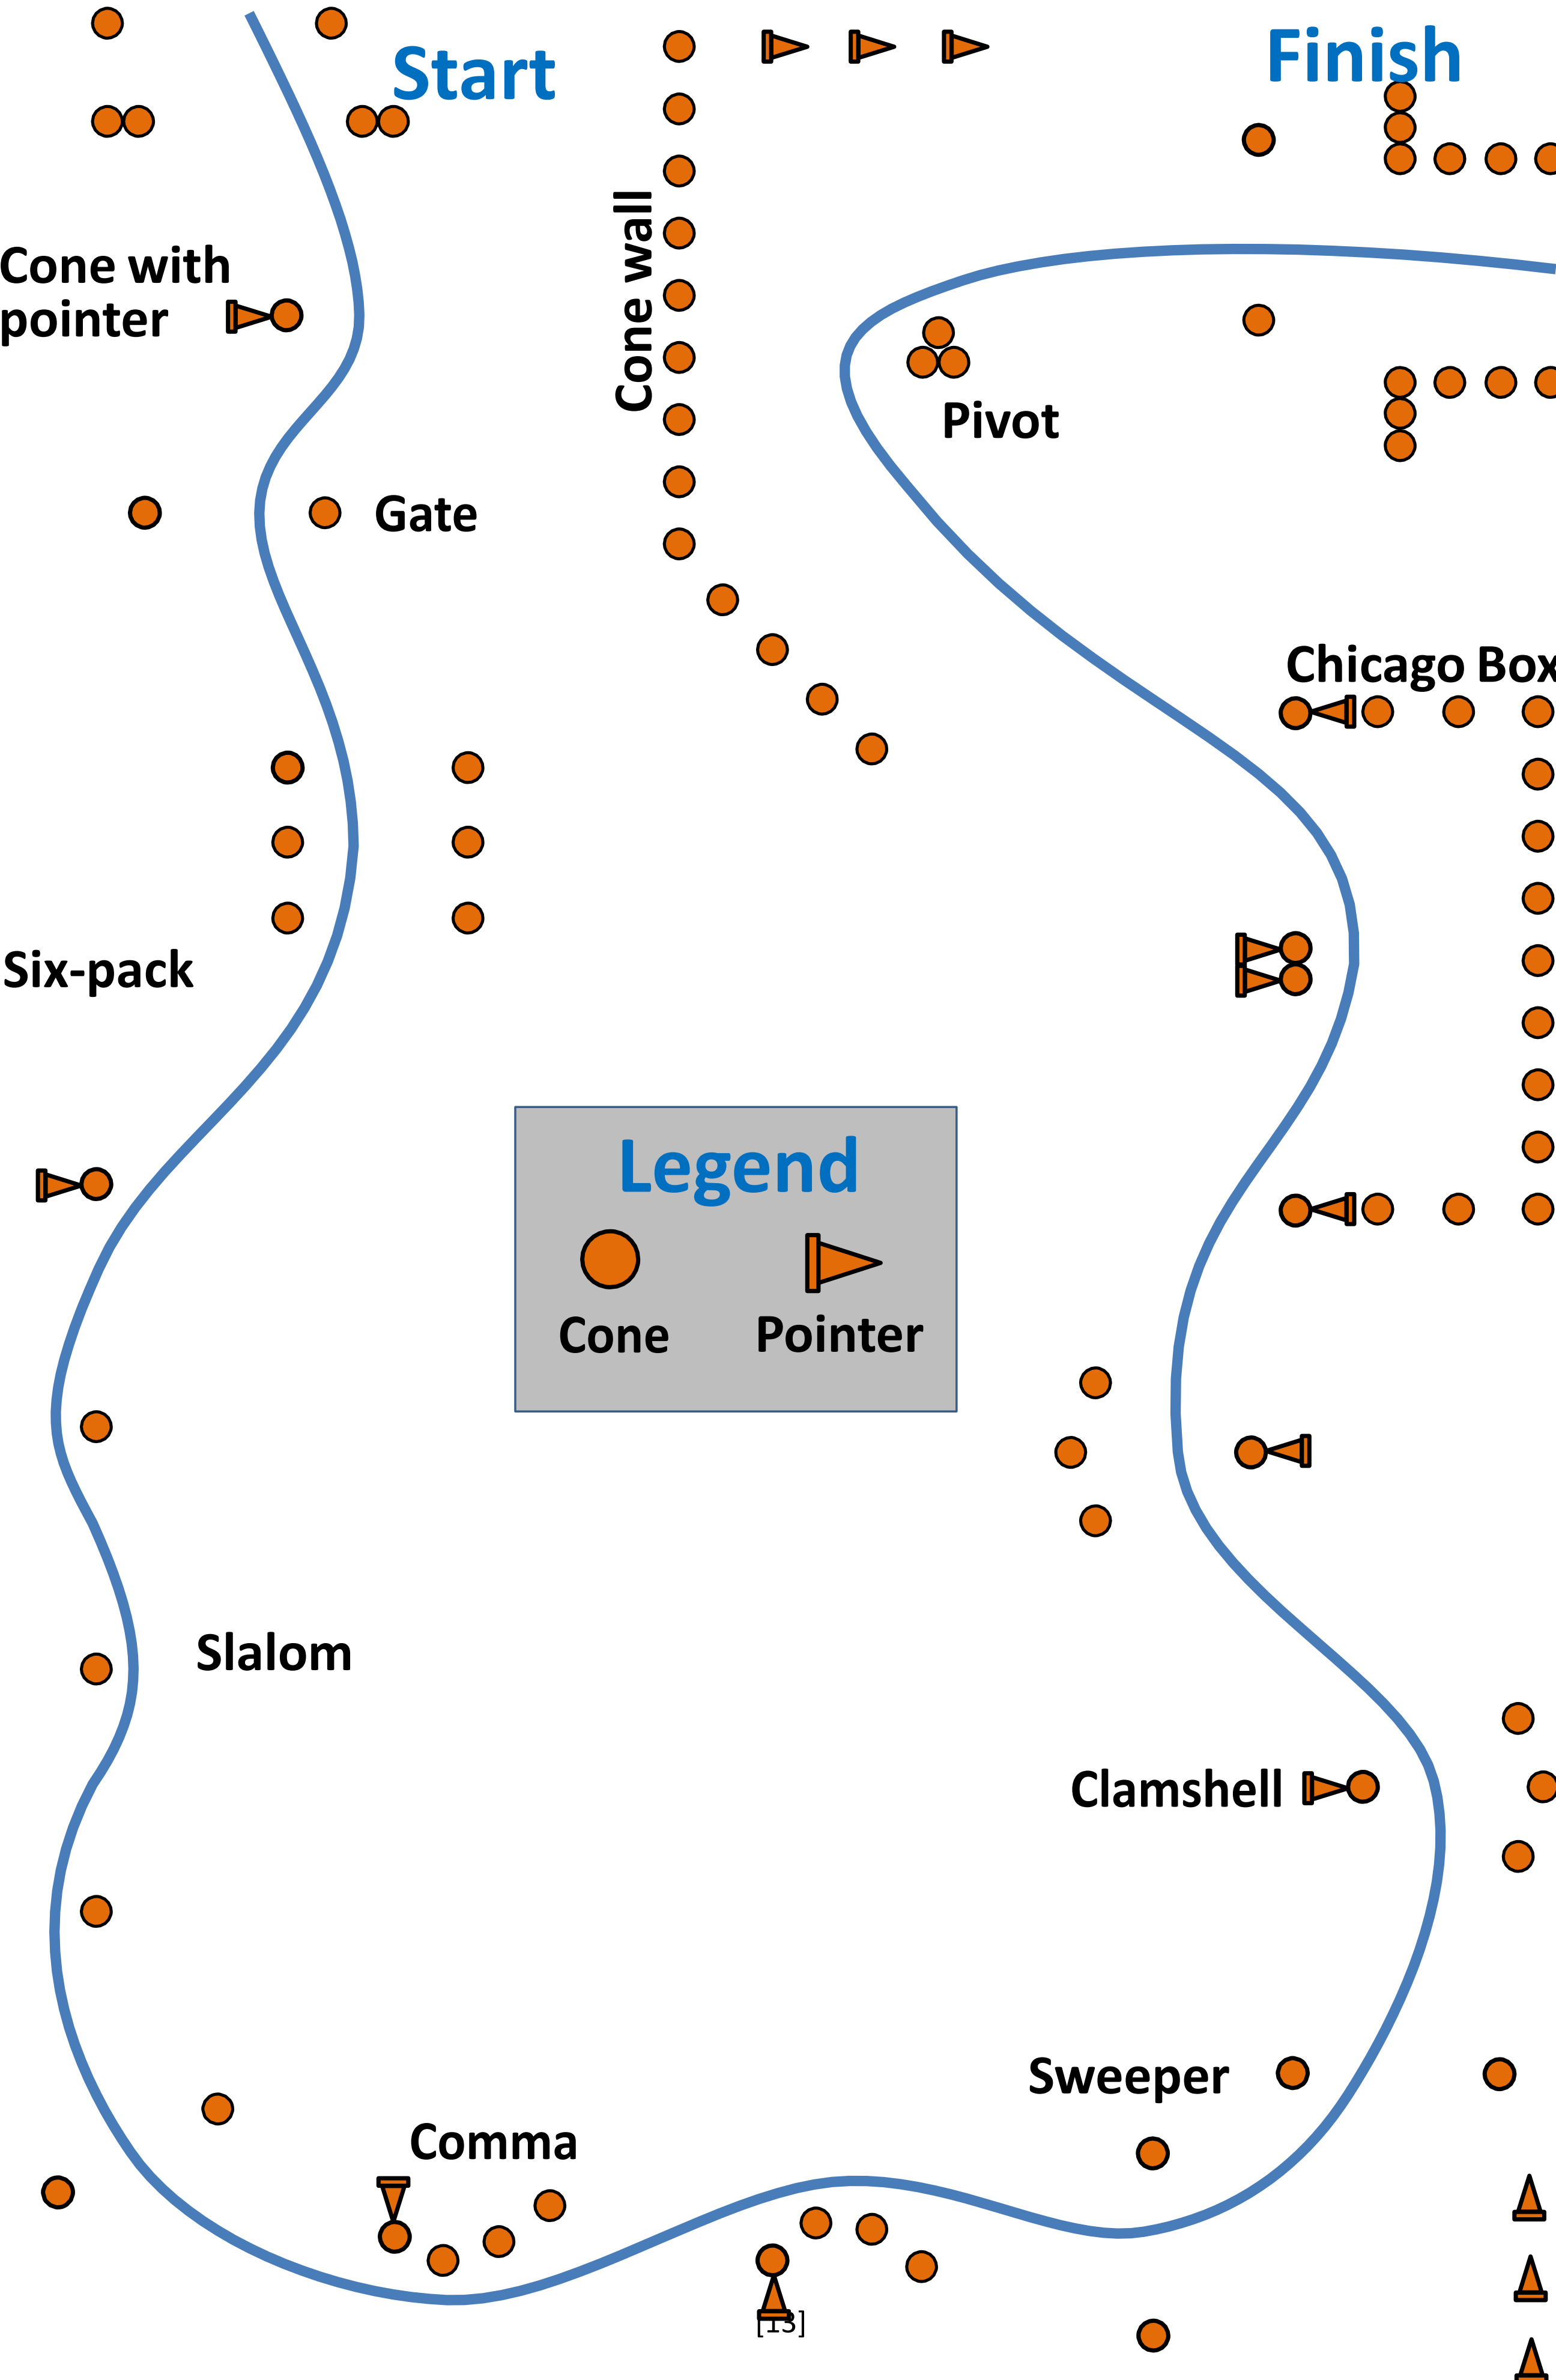 Start
Finish
Cone with
pointer
Cone wall
Pivot
Gate
Chicago Box
Six-pack
Legend
Cone
Pointer
Slalom
Clamshell
Sweeper
Comma
[13]